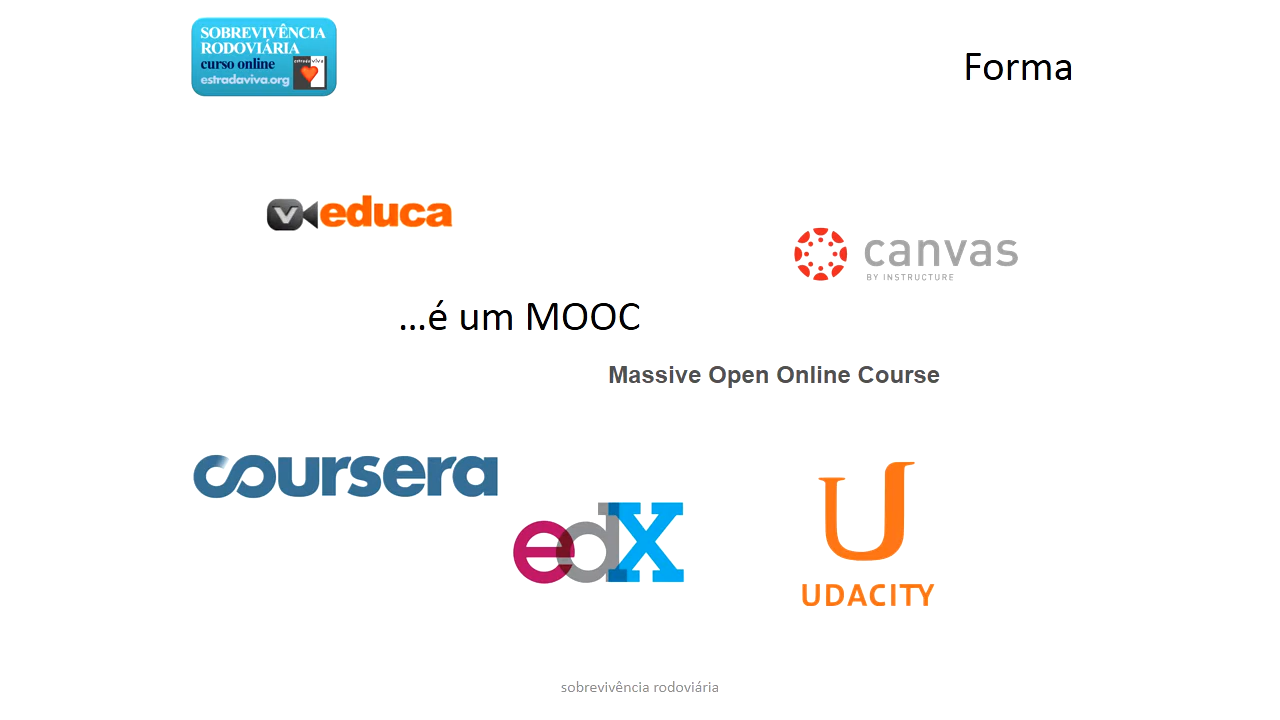 SOBREVIVÊNCIA
RODOVIÁRIA
curso online
estradaviva.org
estradaviva
Forma
v educa
canvas
BY INSTRUCTURE
...é um MOOC
Massive Open Online Course
coursera
edX
U
UDACITY
sobrevivência rodoviária